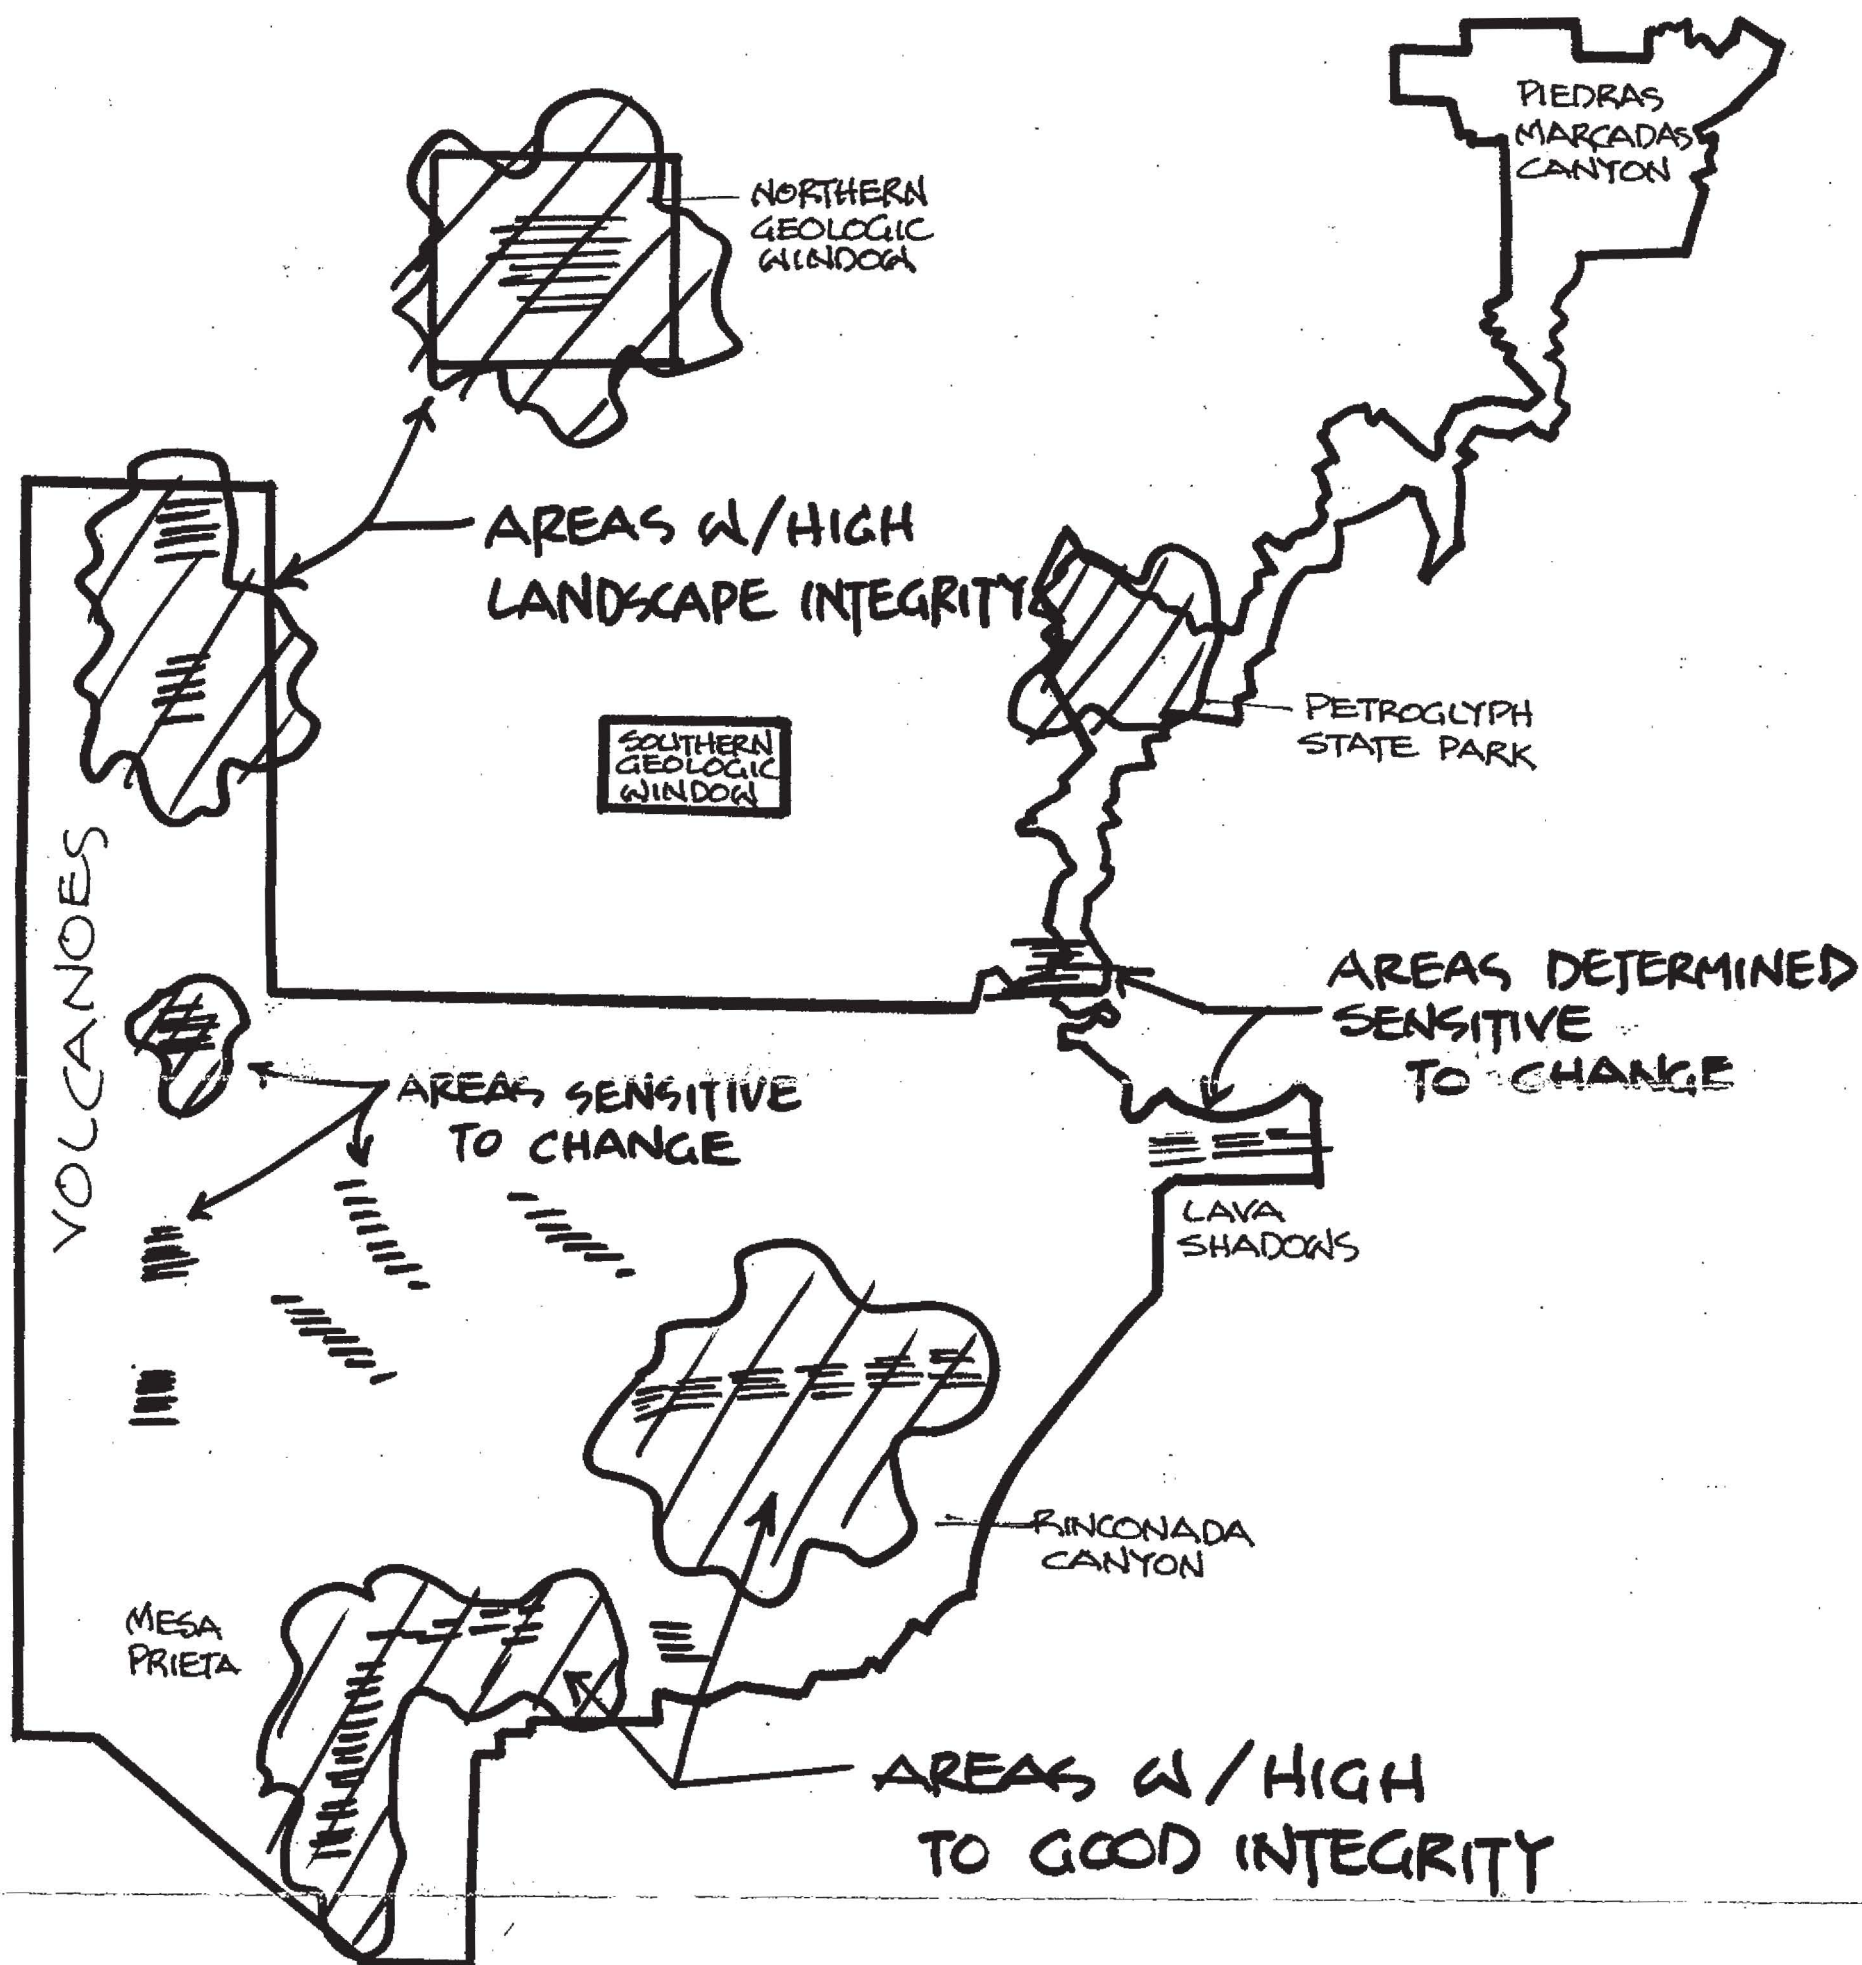 PIEDRAS
MARCADAS
CANYON
NORTHERN
GEOLOGIC
WINDOW
AREAS W/HIGH
LANDSCAPE INTEGRITY
PETROGLYPH
STATE PARK
SOUTHERN
GEOLOGIC
WINDOW
VOLCANOES
AREAS DETERMINED
SENSITIVE
TO CHANGE
AREAS SENSITIVE
TO CHANGE
LAVA
SHADOWS
RINCONADA
CANYON
MESA
PRIETA
AREAS W/HIGH
TO GOOD INTEGRITY